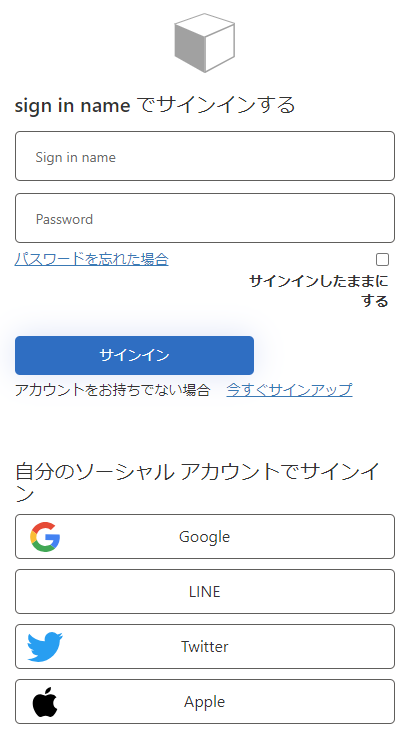 sign in name でサインインする
Sign in name
Password
パスワードを忘れた場合
サインインしたままに
する
サインイン
アカウントをお持ちでない場合 今すぐサインアップ
自分のソーシャル アカウントでサインイ
ン
Google
LINE
Twitter
Apple